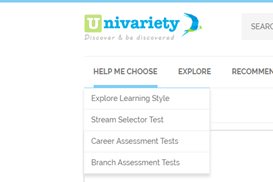 Univariety
Discover & be discovered
SEARC
HELP ME CHOOSE EXPLORE RECOMMEN
Explore Learning Style
Stream Selector Test
Career Assessment Tests
Branch Assessment Tests